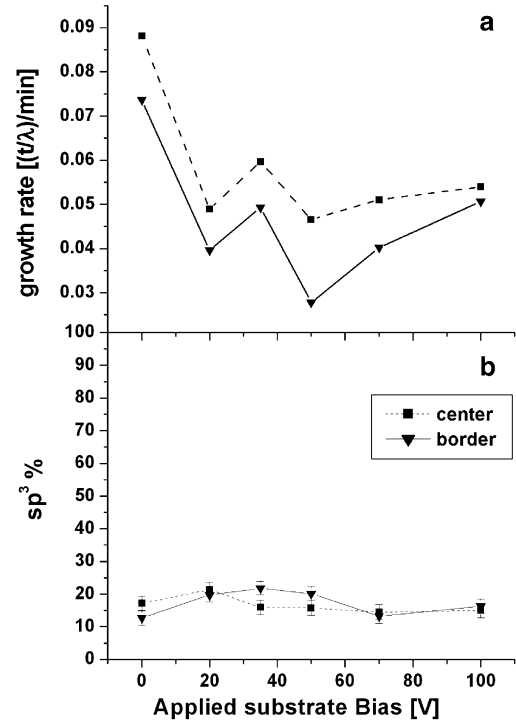 a
0.09
0.08
0.07
0.06
0.05
0.04
0.03
growth rate [(t/λ)/min]
b
100
90
80
70
60
50
40
30
20
10
0
sp³ %
center
border
0 20 40 60 80 100
Applied substrate Bias [V]